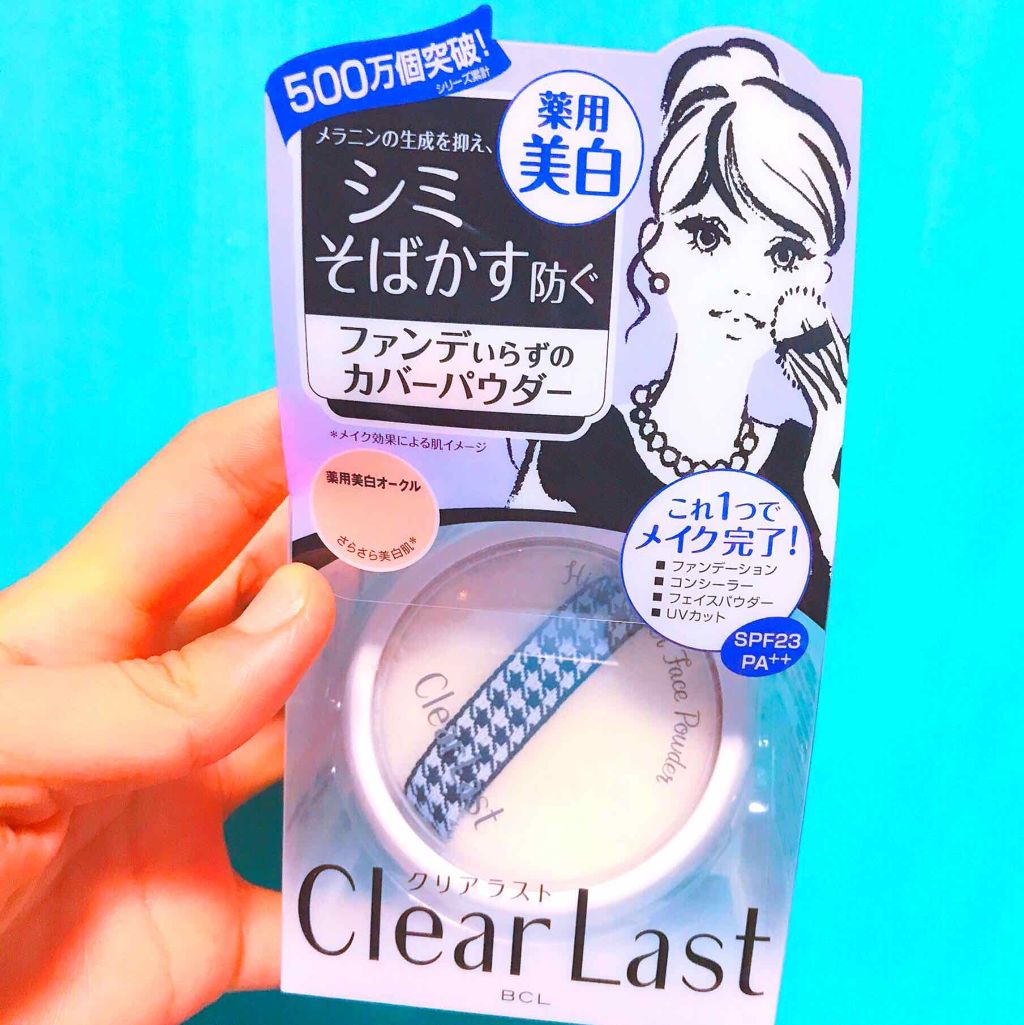 500万個突破!
シリーズ累計
薬用
美白
メラニンの生成を抑え、
シミ
そばかす防ぐ
ファンデいらずの
カバーパウダー
*メイク効果による肌イメージ
薬用美白オークル
さらさら美白肌*
これ1つで
メイク完了!
■ ファンデーション
■ コンシーラー
■ フェイスパウダー
■ UVカット
SPF23
PA++
Face Powder
Clear Last
クリアラスト
Clear Last
BCL